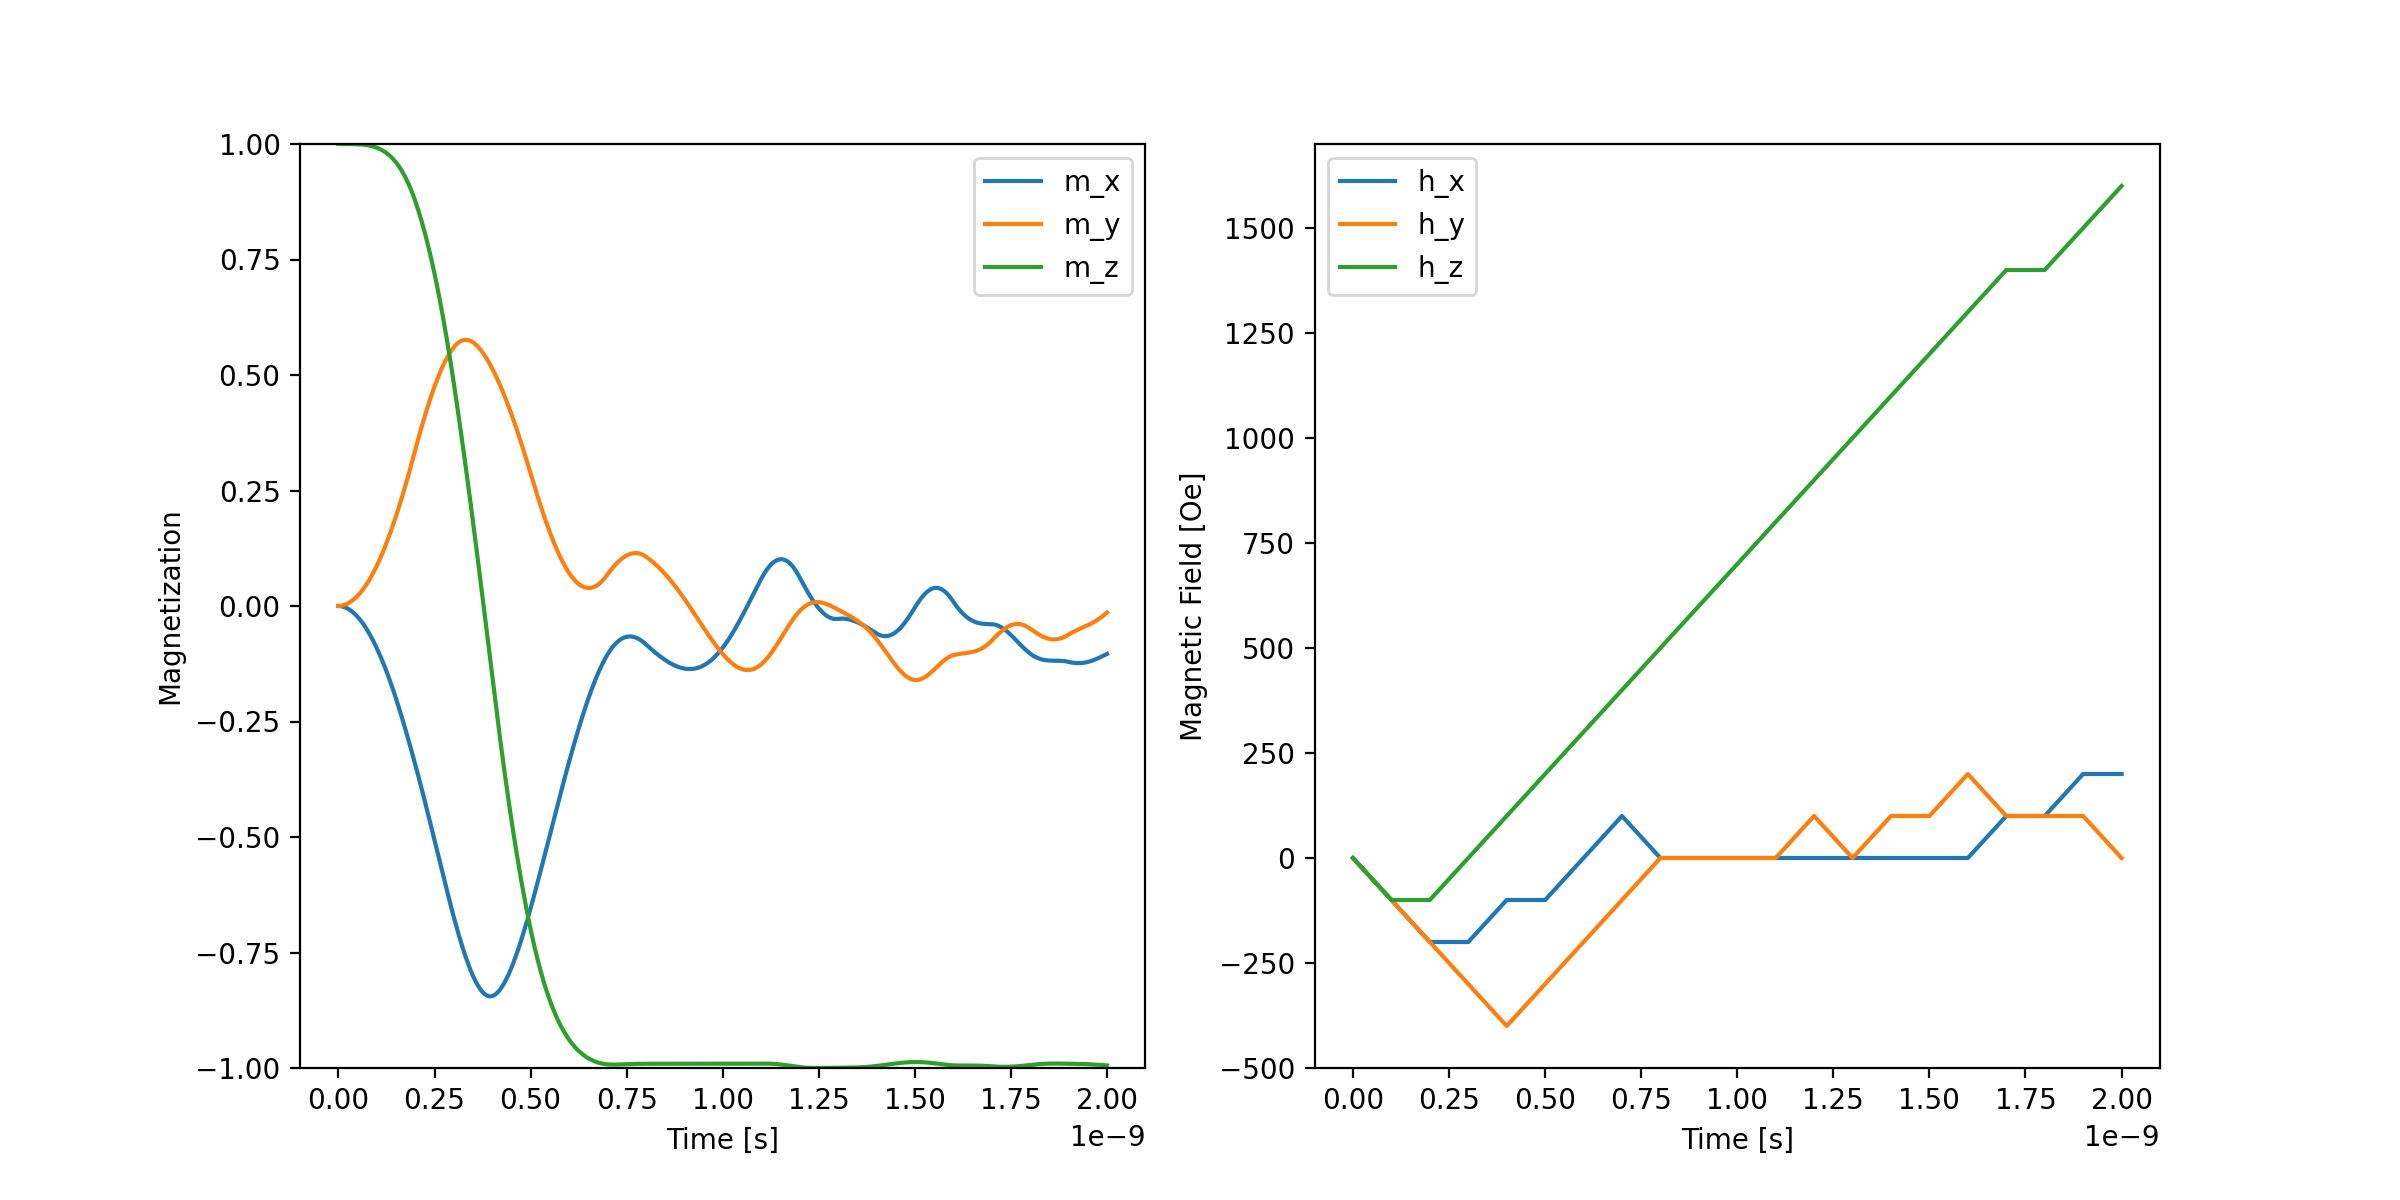 1.00
0.75
0.50
0.25
0.00
−0.25
−0.50
−0.75
−1.00
Magnetization
m_x
m_y
m_z
0.00 0.25 0.50 0.75 1.00 1.25 1.50 1.75 2.00
Time [s]
1e−9
1500
1250
1000
750
500
250
0
−250
−500
Magnetic Field [Oe]
h_x
h_y
h_z
0.00 0.25 0.50 0.75 1.00 1.25 1.50 1.75 2.00
Time [s]
1e−9